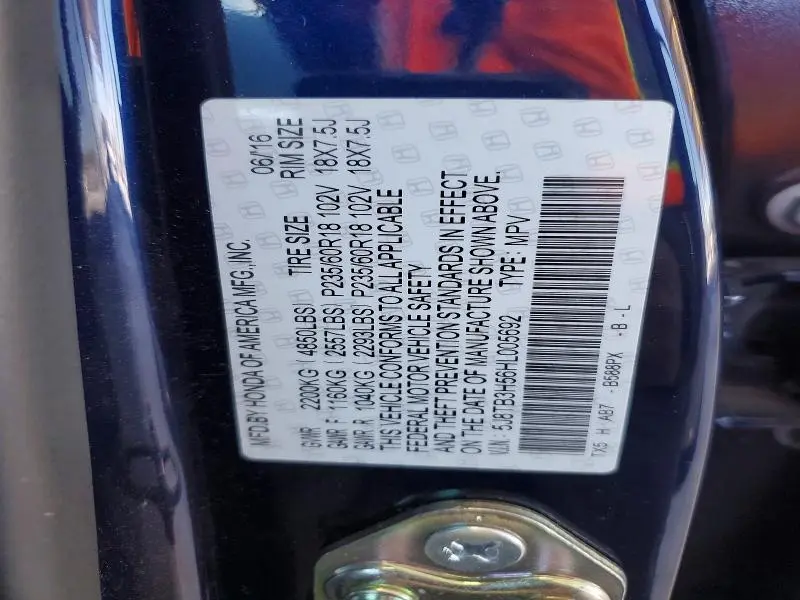 MFD.BY HONDA OF AMERICA MFG.,INC. 06/16
GVWR 2200KG (4850LBS) TIRE SIZE RIM SIZE
GAWR F 1160KG (2557LBS) P235/60R18 102V 18X7.5J
GAWR R 1040KG (2293LBS) P235/60R18 102V 18X7.5J
THIS VEHICLE CONFORMS TO ALL APPLICABLE
FEDERAL MOTOR VEHICLE SAFETY
AND THEFT PREVENTION STANDARDS IN EFFECT
ON THE DATE OF MANUFACTURE SHOWN ABOVE.
V.I.N.: 5J8TB3H56HL005692 TYPE: MPV
TX5 H AB7 -B588PX +B-L